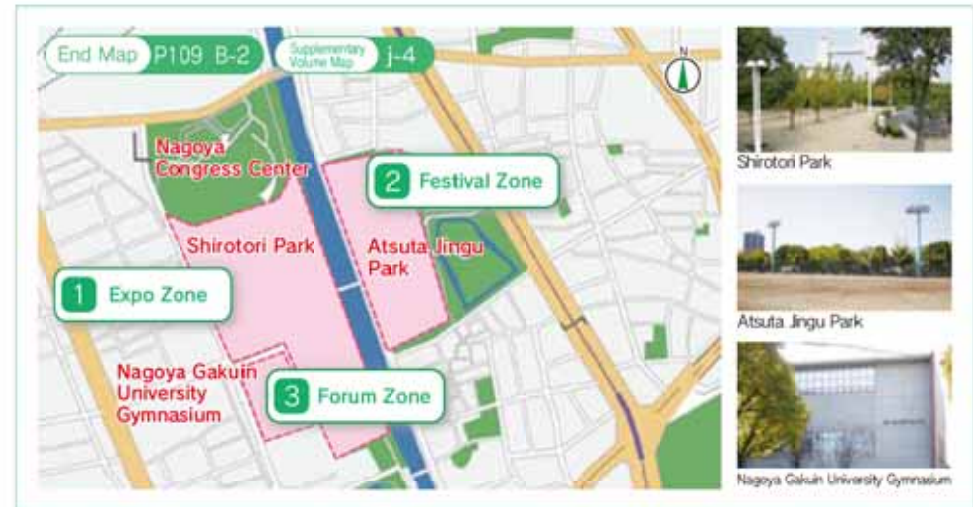 End Map P109 B-2
Supplementary
Volume Map j-4
N
Nagoya
Congress Center
2 Festival Zone
Shirotori Park
Atsuta Jingu
Park
1 Expo Zone
Nagoya Gakuin
University
Gymnasium
3 Forum Zone
Shirotori Park
Atsuta Jingu Park
Nagoya Gakuin University Gymnasium